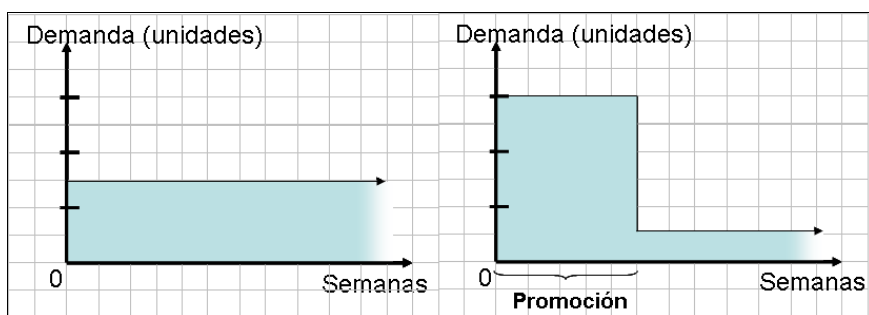 Demanda (unidades)
0
Semanas
Demanda (unidades)
0
Semanas
Promoción